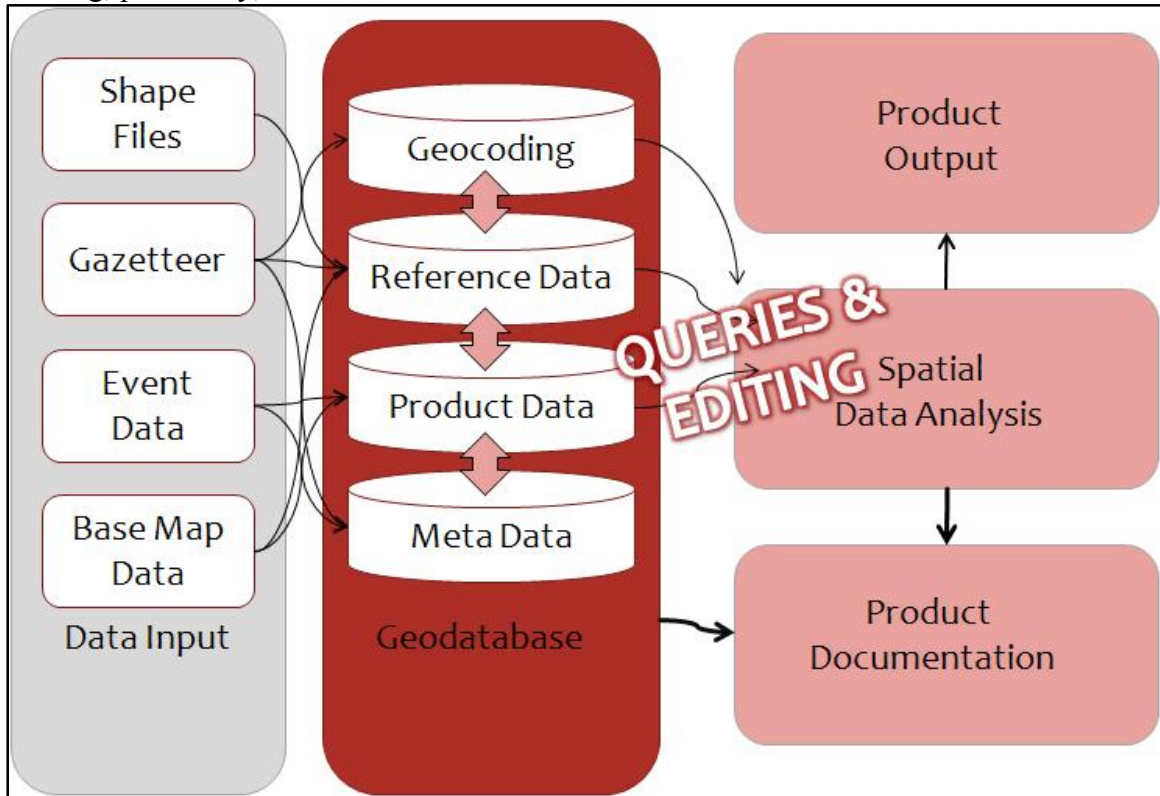 Shape
Files
Gazetteer
Event
Data
Base Map
Data
Data Input
Geocoding
Reference Data
Product Data
Meta Data
Geodatabase
QUERIES &
EDITING
Product
Output
Spatial
Data Analysis
Product
Documentation